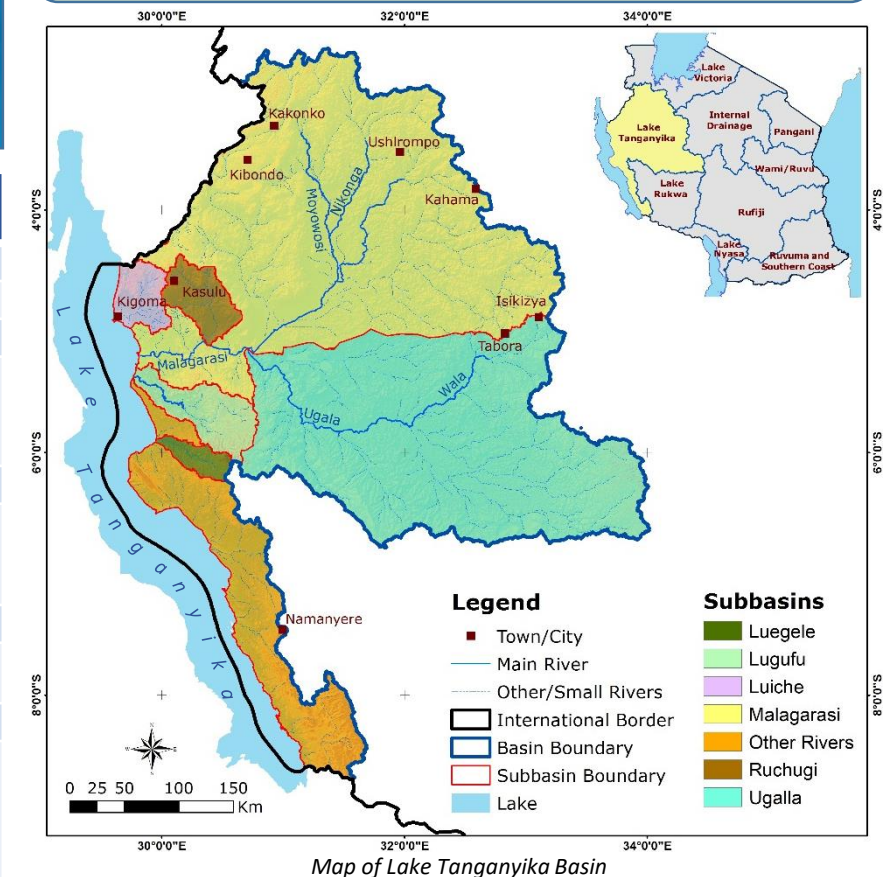 30°0'0"E
32°0'0"E
34°0'0"E
4°0'0"S
6°0'0"S
8°0'0"S
Kakonko
Kibondo
Ushlrompo
Kahama
Moyowosi
Nikonga
Kigoma
Kasulu
Isikizya
Tabora
Malagarasi
Ugala
Wala
Lake Tanganyika
Namanyere
Lake
Victoria
Internal
Drainage
Pangani
Lake
Tanganyika
Wami/Ruvu
Lake
Rukwa
Rufiji
Lake
Nyasa
Ruvuma and
Southern Coast
Legend
Town/City
Main River
Other/Small Rivers
International Border
Basin Boundary
Subbasin Boundary
Lake
Subbasins
Luegele
Lugufu
Luiche
Malagarasi
Other Rivers
Ruchugi
Ugalla
N
W E
S
0 25 50 100 150
Km
4°0'0"S
6°0'0"S
8°0'0"S
30°0'0"E
32°0'0"E
34°0'0"E
Map of Lake Tanganyika Basin